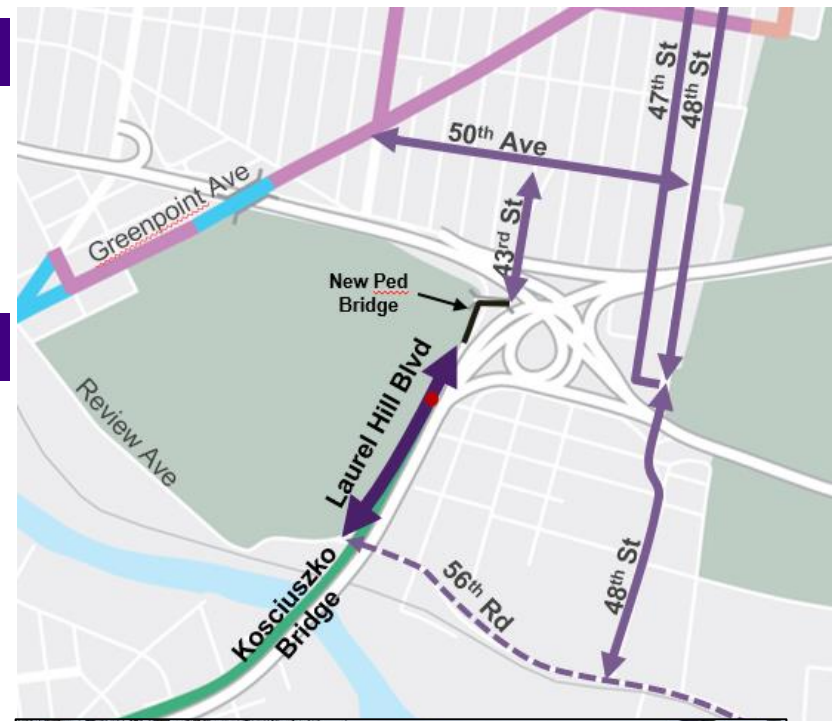 47th St
48th St
50th Ave
Greenpoint Ave
43rd St
New Ped
Bridge
Laurel Hill Blvd
Review Ave
Kosciuszko
Bridge
56th Rd
48th St